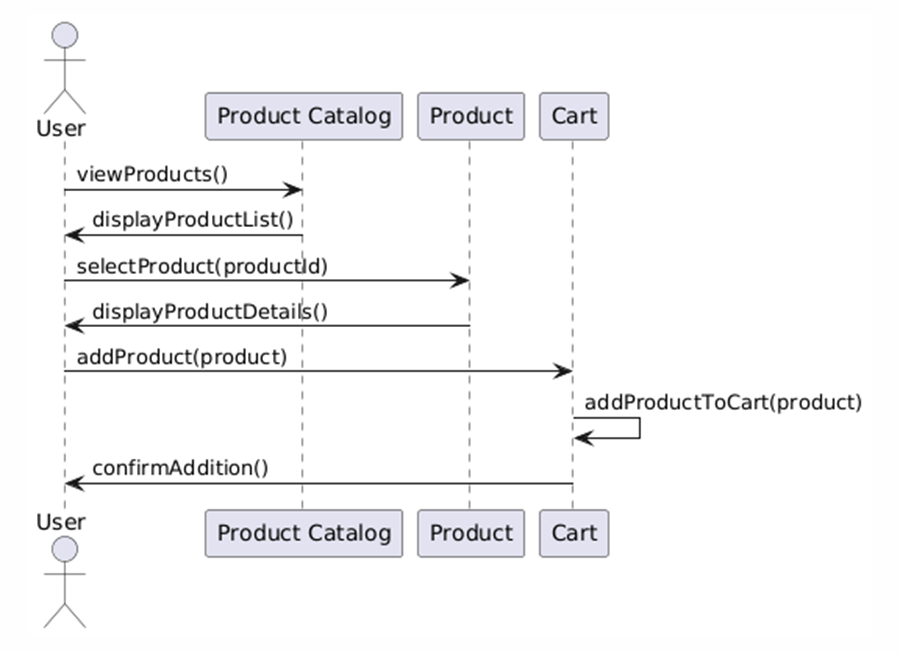 User
Product Catalog
Product
Cart
viewProducts()
displayProductList()
selectProduct(productId)
displayProductDetails()
addProduct(product)
addProductToCart(product)
confirmAddition()
User
Product Catalog
Product
Cart